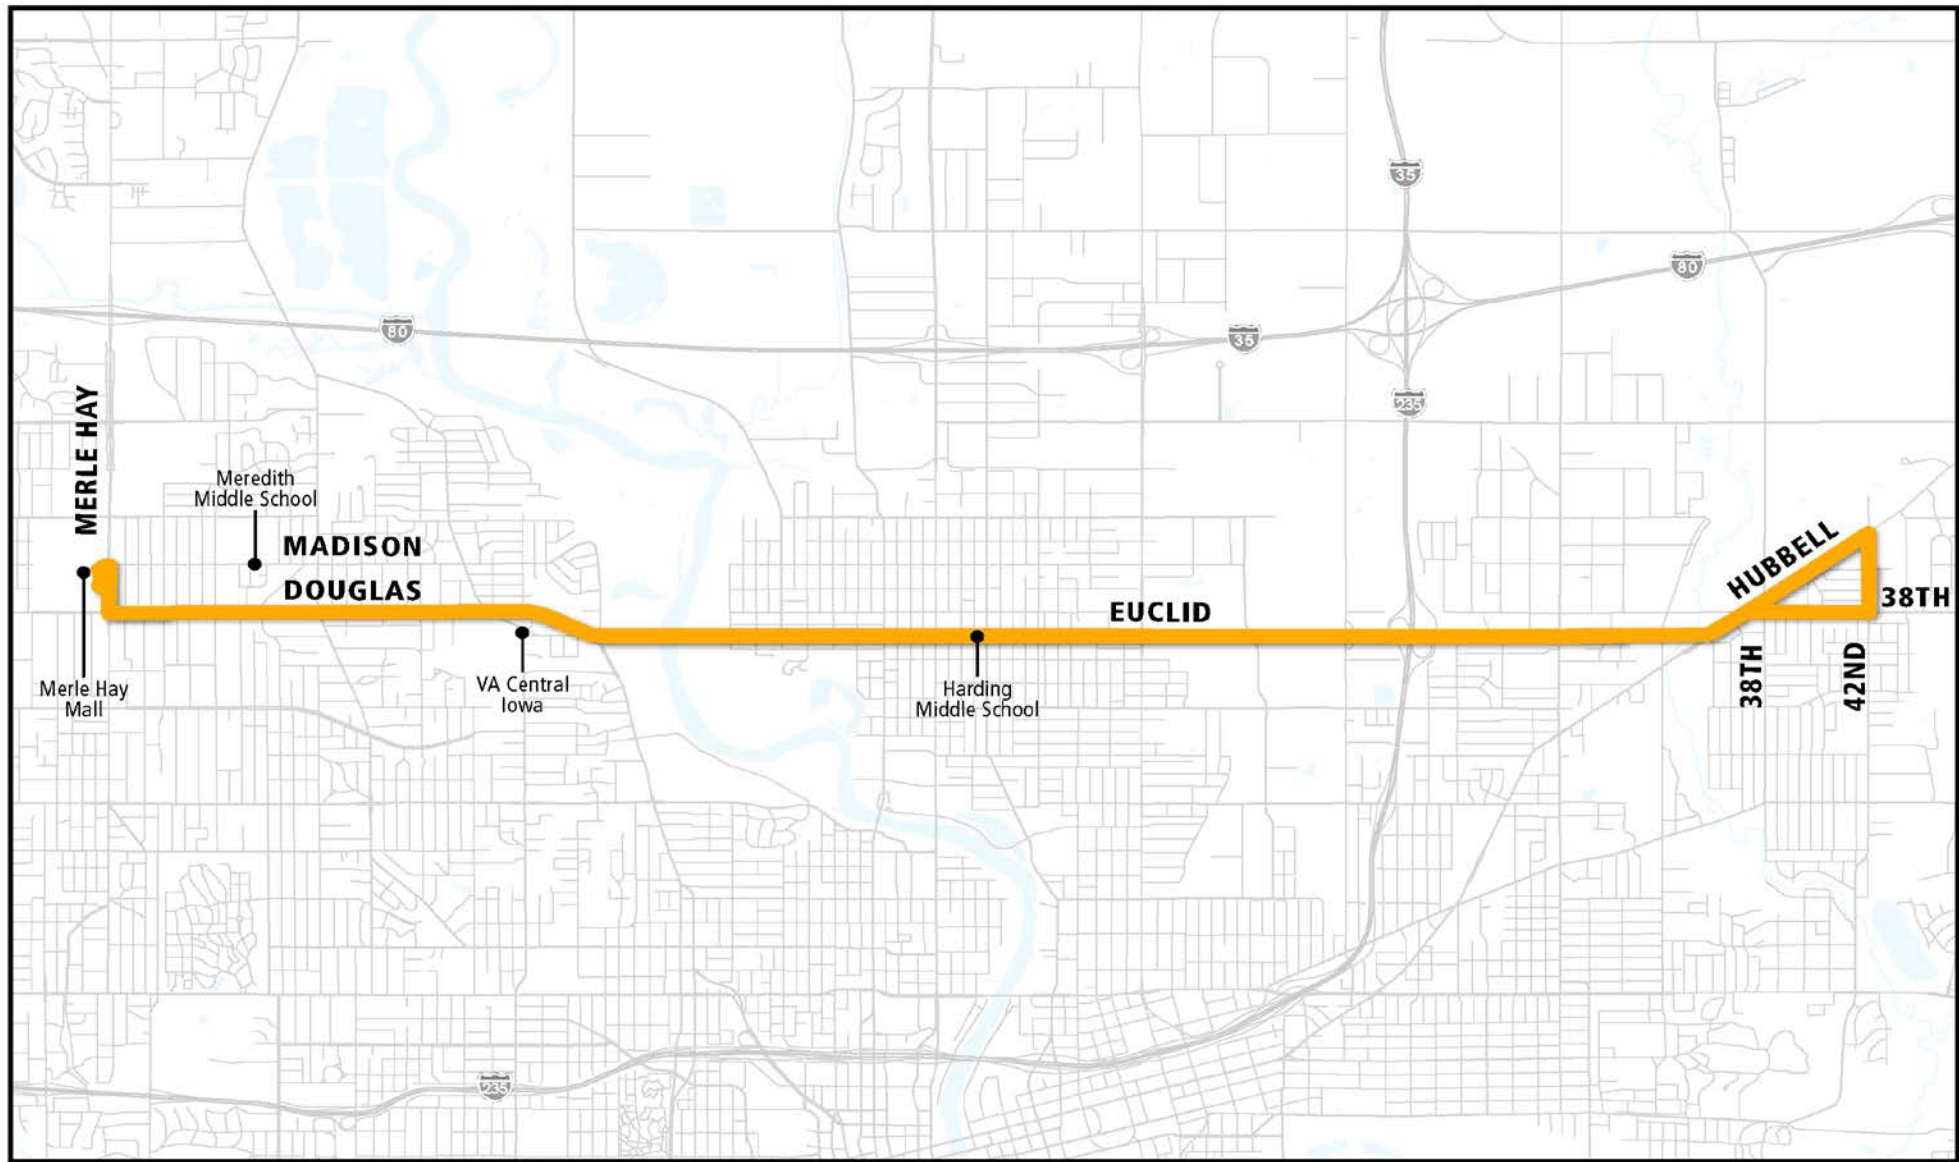 35
80
80
35
235
MERLE HAY
Meredith
Middle School
MADISON
DOUGLAS
HUBBELL
38TH
EUCLID
38TH
42ND
Merle Hay
Mall
VA Central
Iowa
Harding
Middle School
235